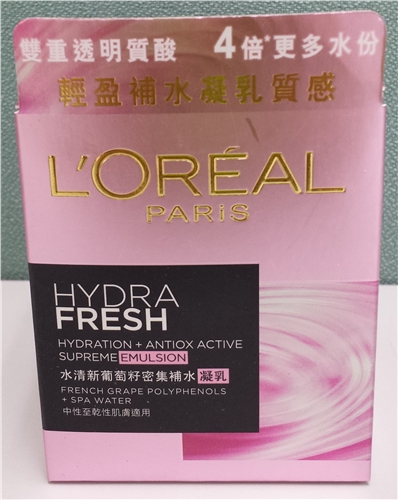 雙重透明質酸 4倍*更多水份
輕盈補水凝乳質感
L'ORÉAL
PARiS
HYDRA
FRESH
HYDRATION + ANTIOX ACTIVE
SUPREME EMULSION
水清新葡萄籽密集補水 凝乳
FRENCH GRAPE POLYPHENOLS
+ SPA WATER
中性至乾性肌膚適用